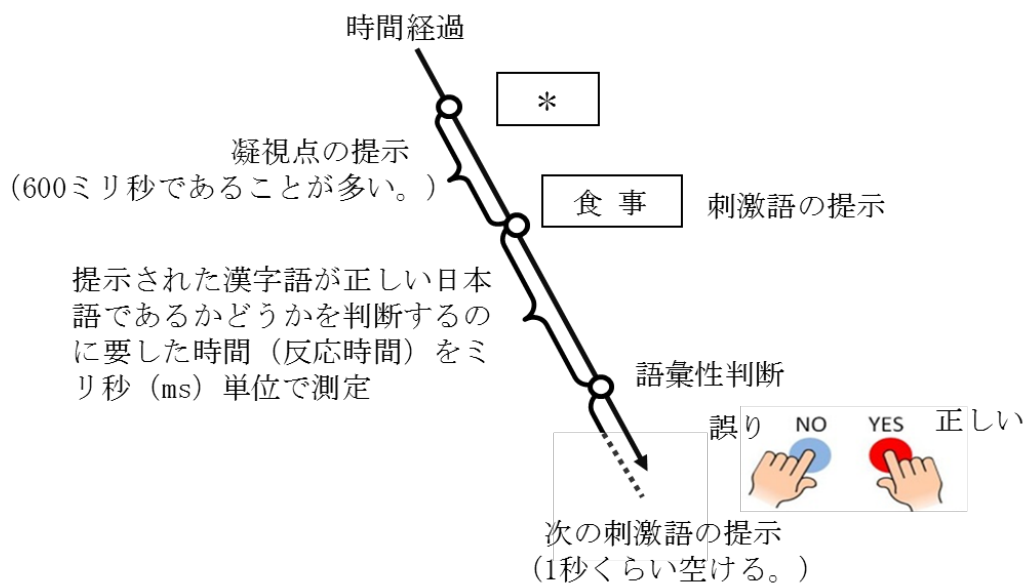 時間経過
＊
凝視点の提示
（600ミリ秒であることが多い。）
食 事
刺激語の提示
提示された漢字語が正しい日本
語であるかどうかを判断するの
に要した時間（反応時間）をミ
リ秒（ms）単位で測定
語彙性判断
誤り
NO
YES
正しい
次の刺激語の提示
（1秒くらい空ける。）